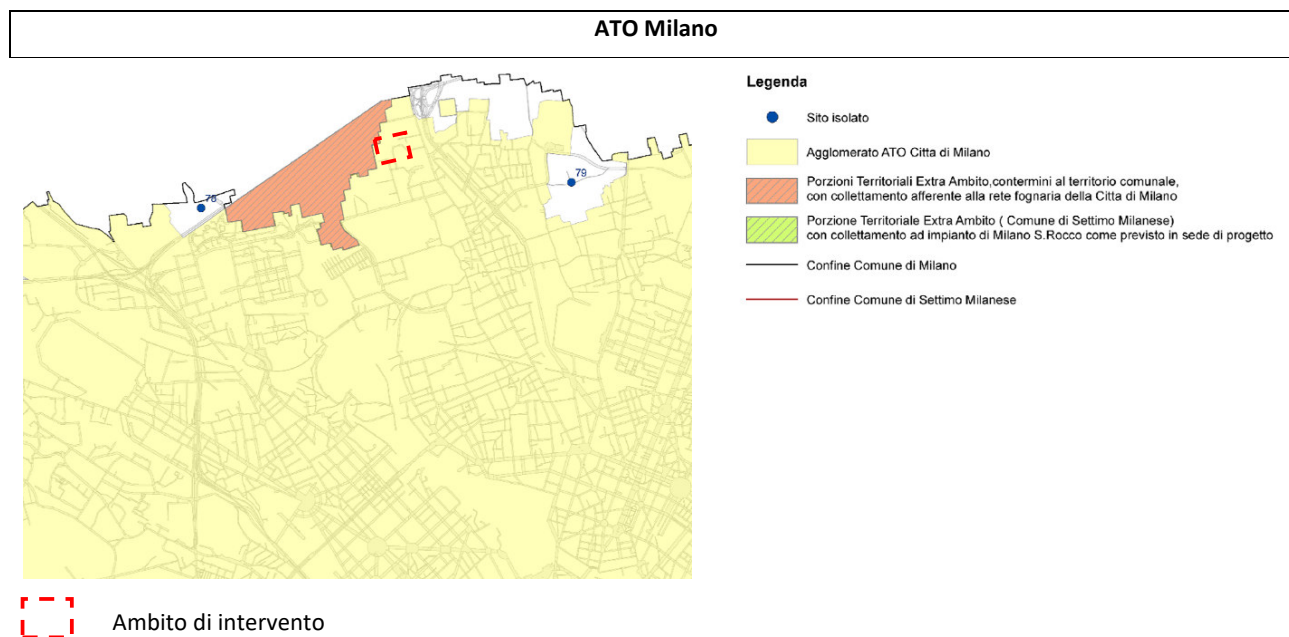 ATO Milano
Legenda
Sito isolato
Agglomerato ATO Citta di Milano
Porzioni Territoriali Extra Ambito,contermini al territorio comunale,
con collettamento afferente alla rete fognaria della Citta di Milano
Porzione Territoriale Extra Ambito ( Comune di Settimo Milanese)
con collettamento ad impianto di Milano S.Rocco come previsto in sede di progetto
Confine Comune di Milano
Confine Comune di Settimo Milanese
79
78
Ambito di intervento